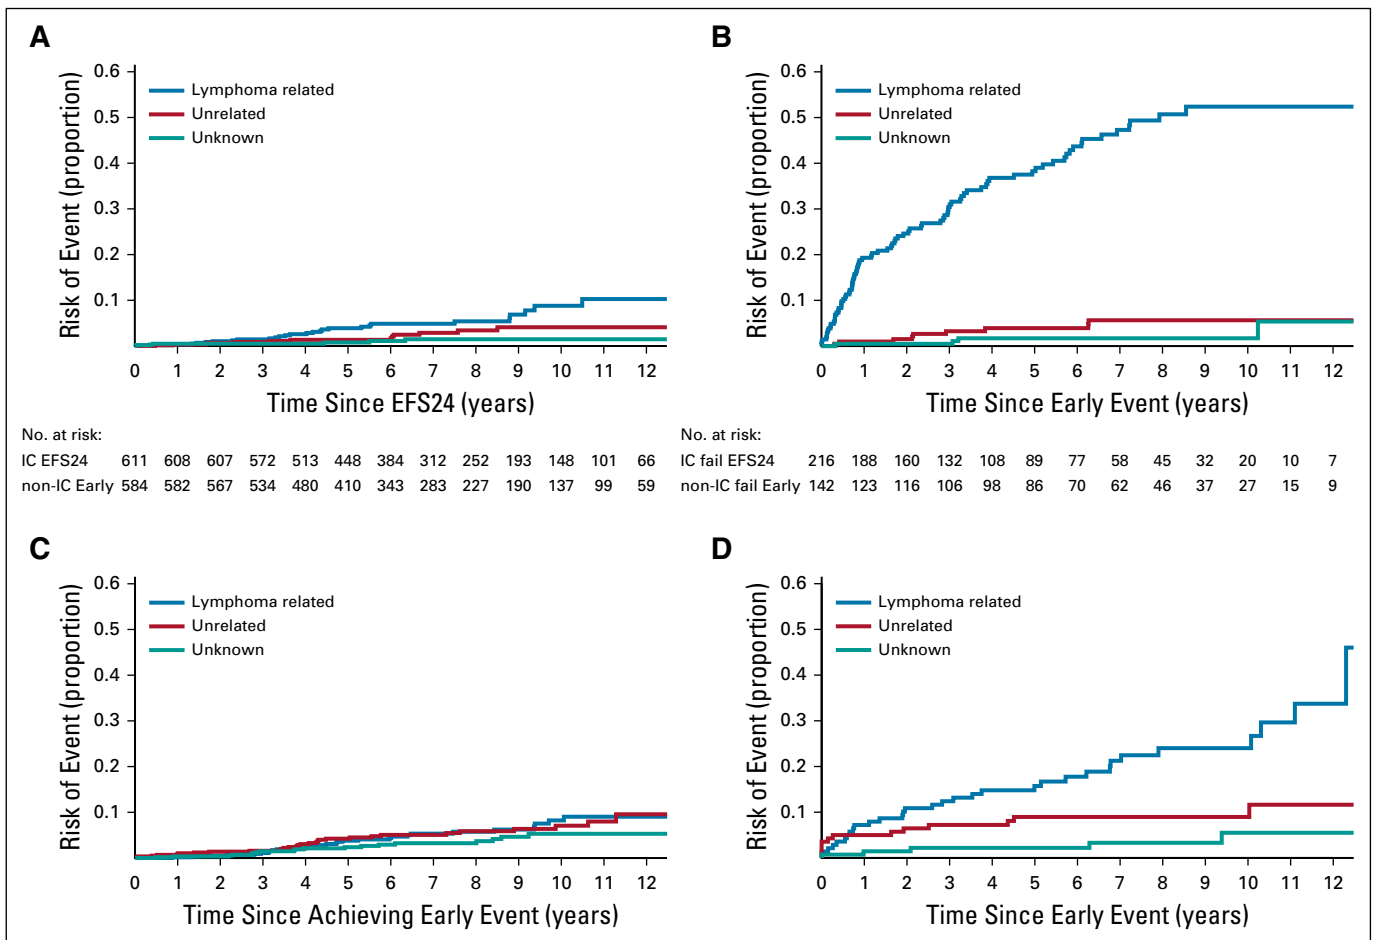 A
Risk of Event (proportion)
0.6
0.5
0.4
0.3
0.2
0.1
Lymphoma related
Unrelated
Unknown
0 1 2 3 4 5 6 7 8 9 10 11 12
Time Since EFS24 (years)
No. at risk:
IC EFS24 611 608 607 572 513 448 384 312 252 193 148 101 66
non-IC Early 584 582 567 534 480 410 343 283 227 190 137 99 59
B
Risk of Event (proportion)
0.6
0.5
0.4
0.3
0.2
0.1
Lymphoma related
Unrelated
Unknown
0 1 2 3 4 5 6 7 8 9 10 11 12
Time Since Early Event (years)
No. at risk:
IC fail EFS24 216 188 160 132 108 89 77 58 45 32 20 10 7
non-IC fail Early 142 123 116 106 98 86 70 62 46 37 27 15 9
C
Risk of Event (proportion)
0.6
0.5
0.4
0.3
0.2
0.1
Lymphoma related
Unrelated
Unknown
0 1 2 3 4 5 6 7 8 9 10 11 12
Time Since Achieving Early Event (years)
D
Risk of Event (proportion)
0.6
0.5
0.4
0.3
0.2
0.1
Lymphoma related
Unrelated
Unknown
0 1 2 3 4 5 6 7 8 9 10 11 12
Time Since Early Event (years)